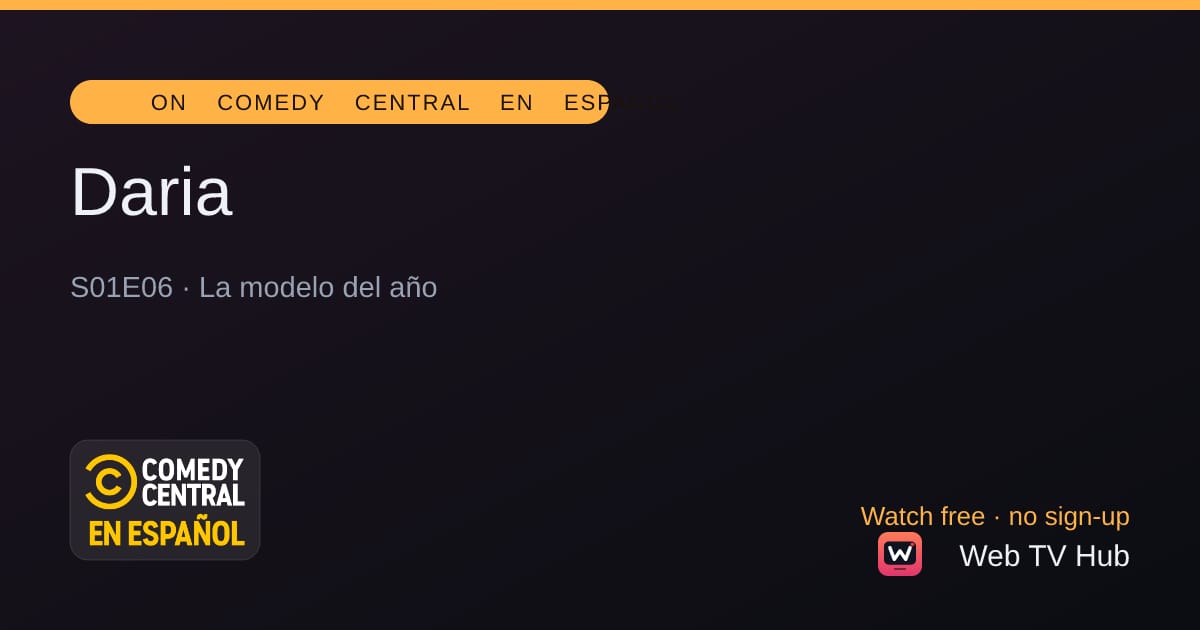 ON COMEDY CENTRAL EN ESPAÑOL
Daria
S01E06 · La modelo del año
COMEDY
CENTRAL
EN ESPAÑOL
Watch free · no sign-up
W
Web TV Hub